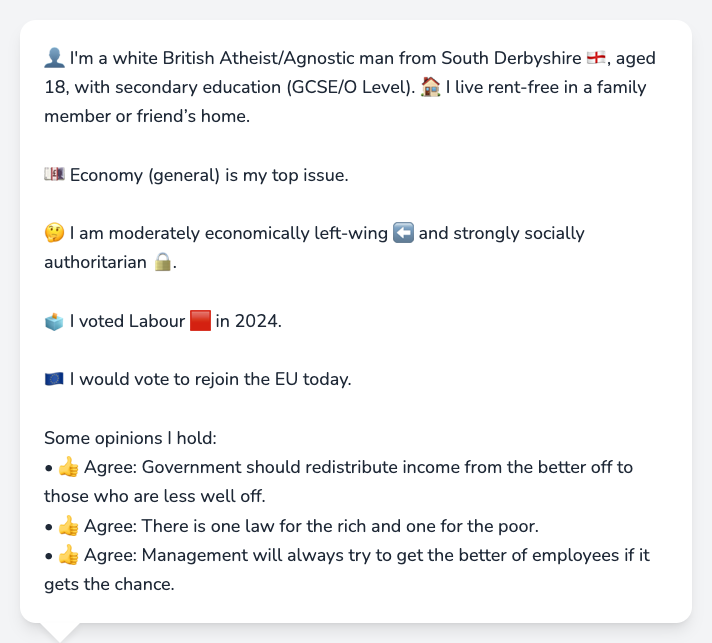 👤 I'm a white British Atheist/Agnostic man from South Derbyshire 🏴󠁧󠁢󠁥󠁮󠁧󠁿, aged
18, with secondary education (GCSE/O Level). 🏠 I live rent-free in a family
member or friend’s home.
💷 Economy (general) is my top issue.
🤔 I am moderately economically left-wing ⬅️ and strongly socially
authoritarian 🔒.
🗳️ I voted Labour 🟥 in 2024.
🇪🇺 I would vote to rejoin the EU today.
Some opinions I hold:
• 👍 Agree: Government should redistribute income from the better off to
those who are less well off.
• 👍 Agree: There is one law for the rich and one for the poor.
• 👍 Agree: Management will always try to get the better of employees if it
gets the chance.